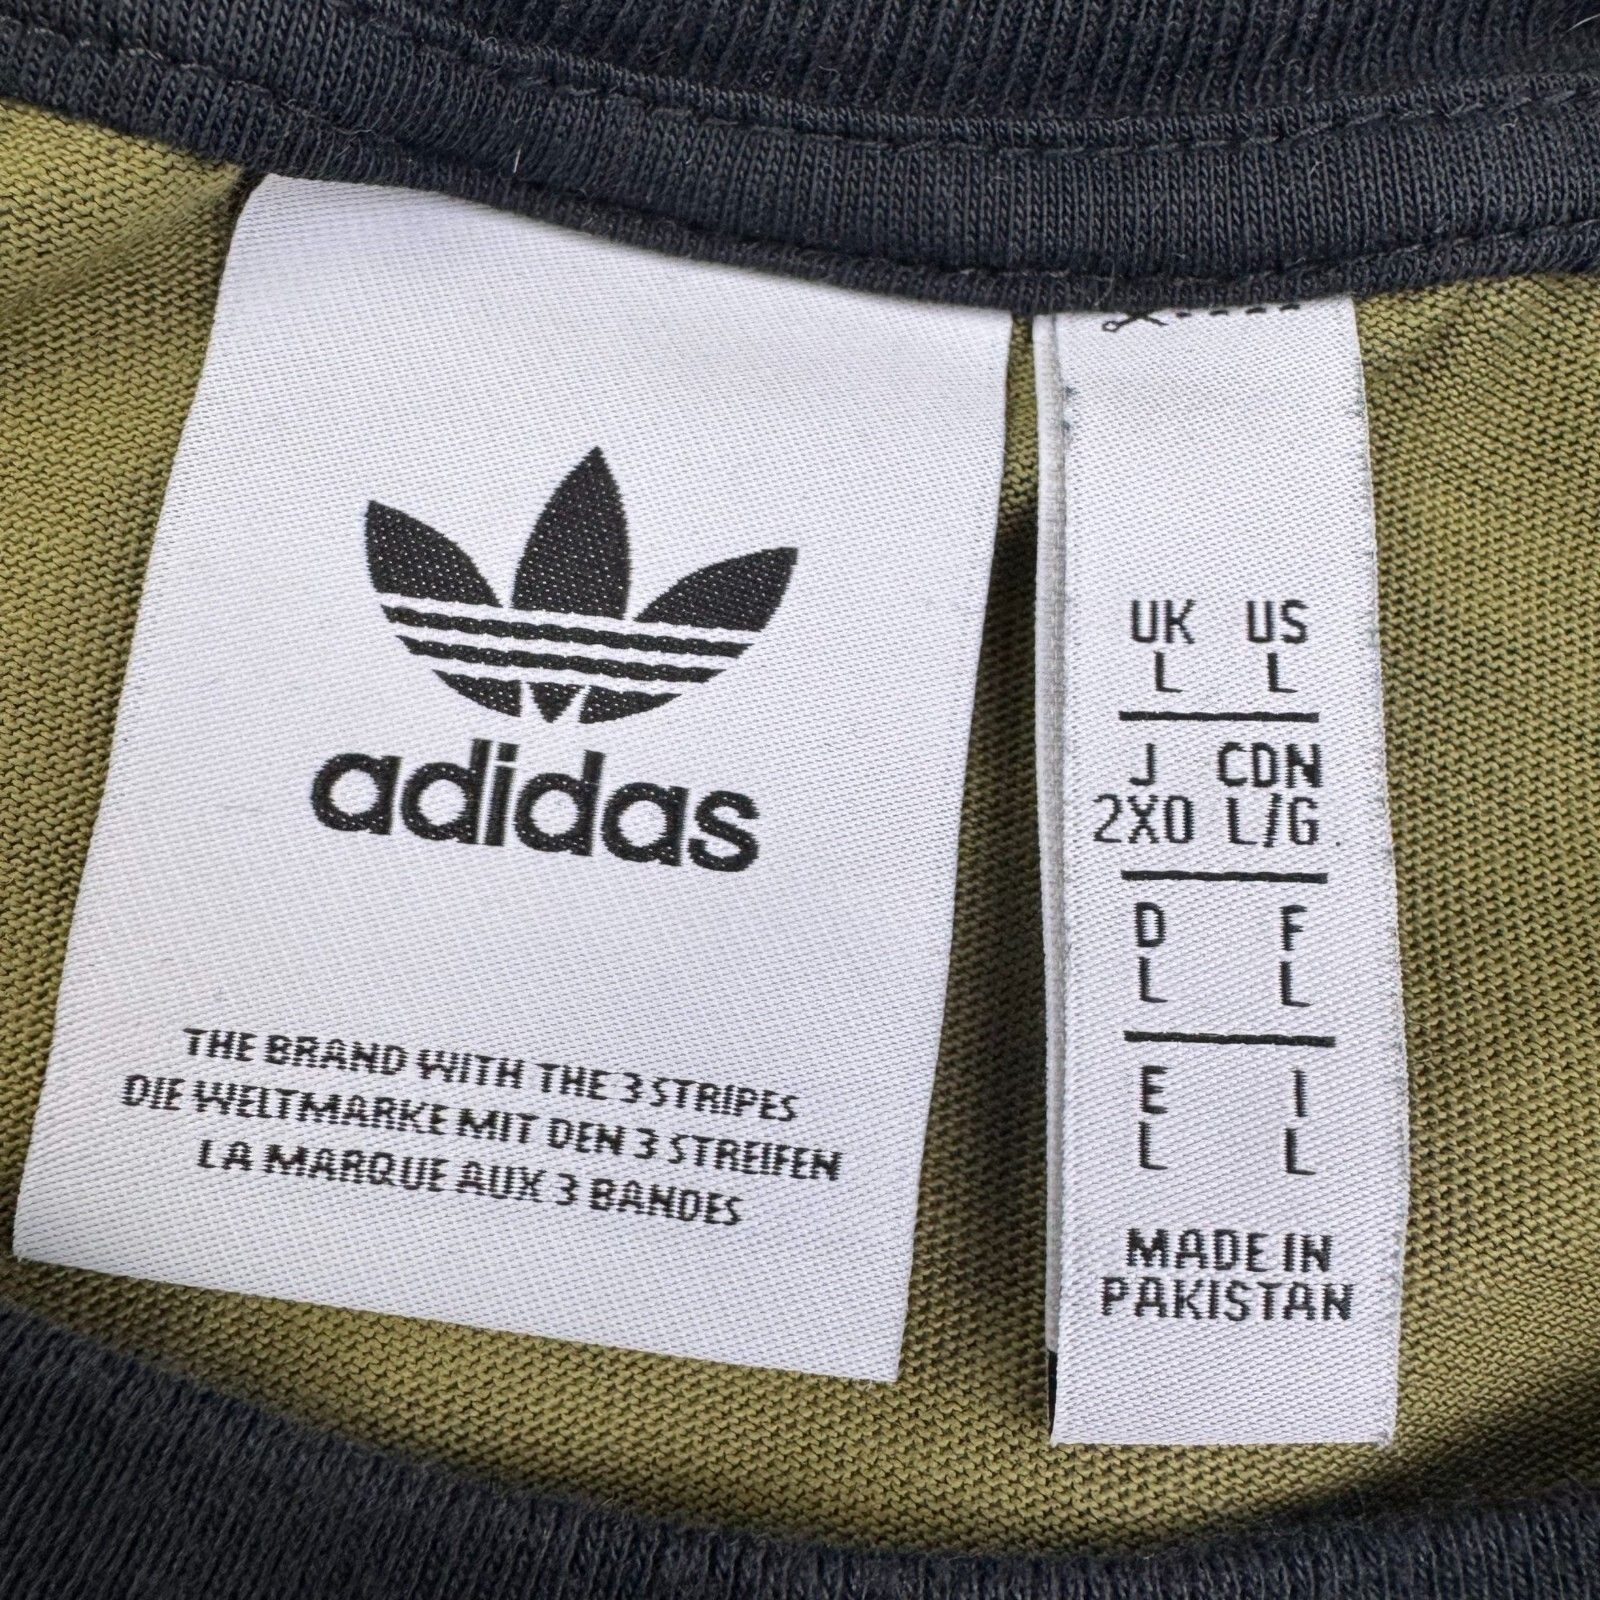 adidas
THE BRAND WITH THE 3 STRIPES
DIE WELTMARKE MIT DEN 3 STREIFEN
LA MARQUE AUX 3 BANDES
UK US
L L
J CDN
2XO L/G
D F
L L
E I
L L
MADE IN
PAKISTAN